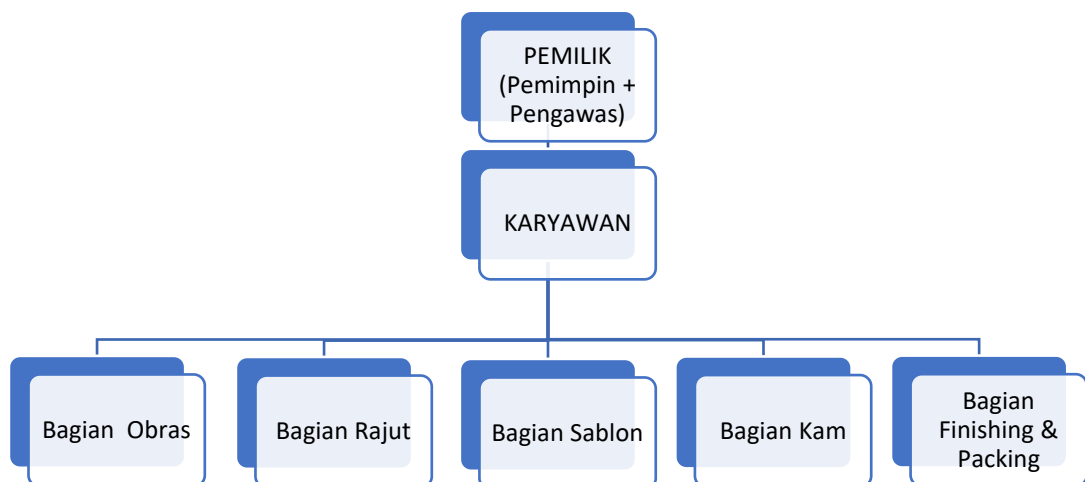 PEMILIK
(Pemimpin +
Pengawas)
KARYAWAN
Bagian Obras
Bagian Rajut
Bagian Sablon
Bagian Kam
Bagian
Finishing &
Packing